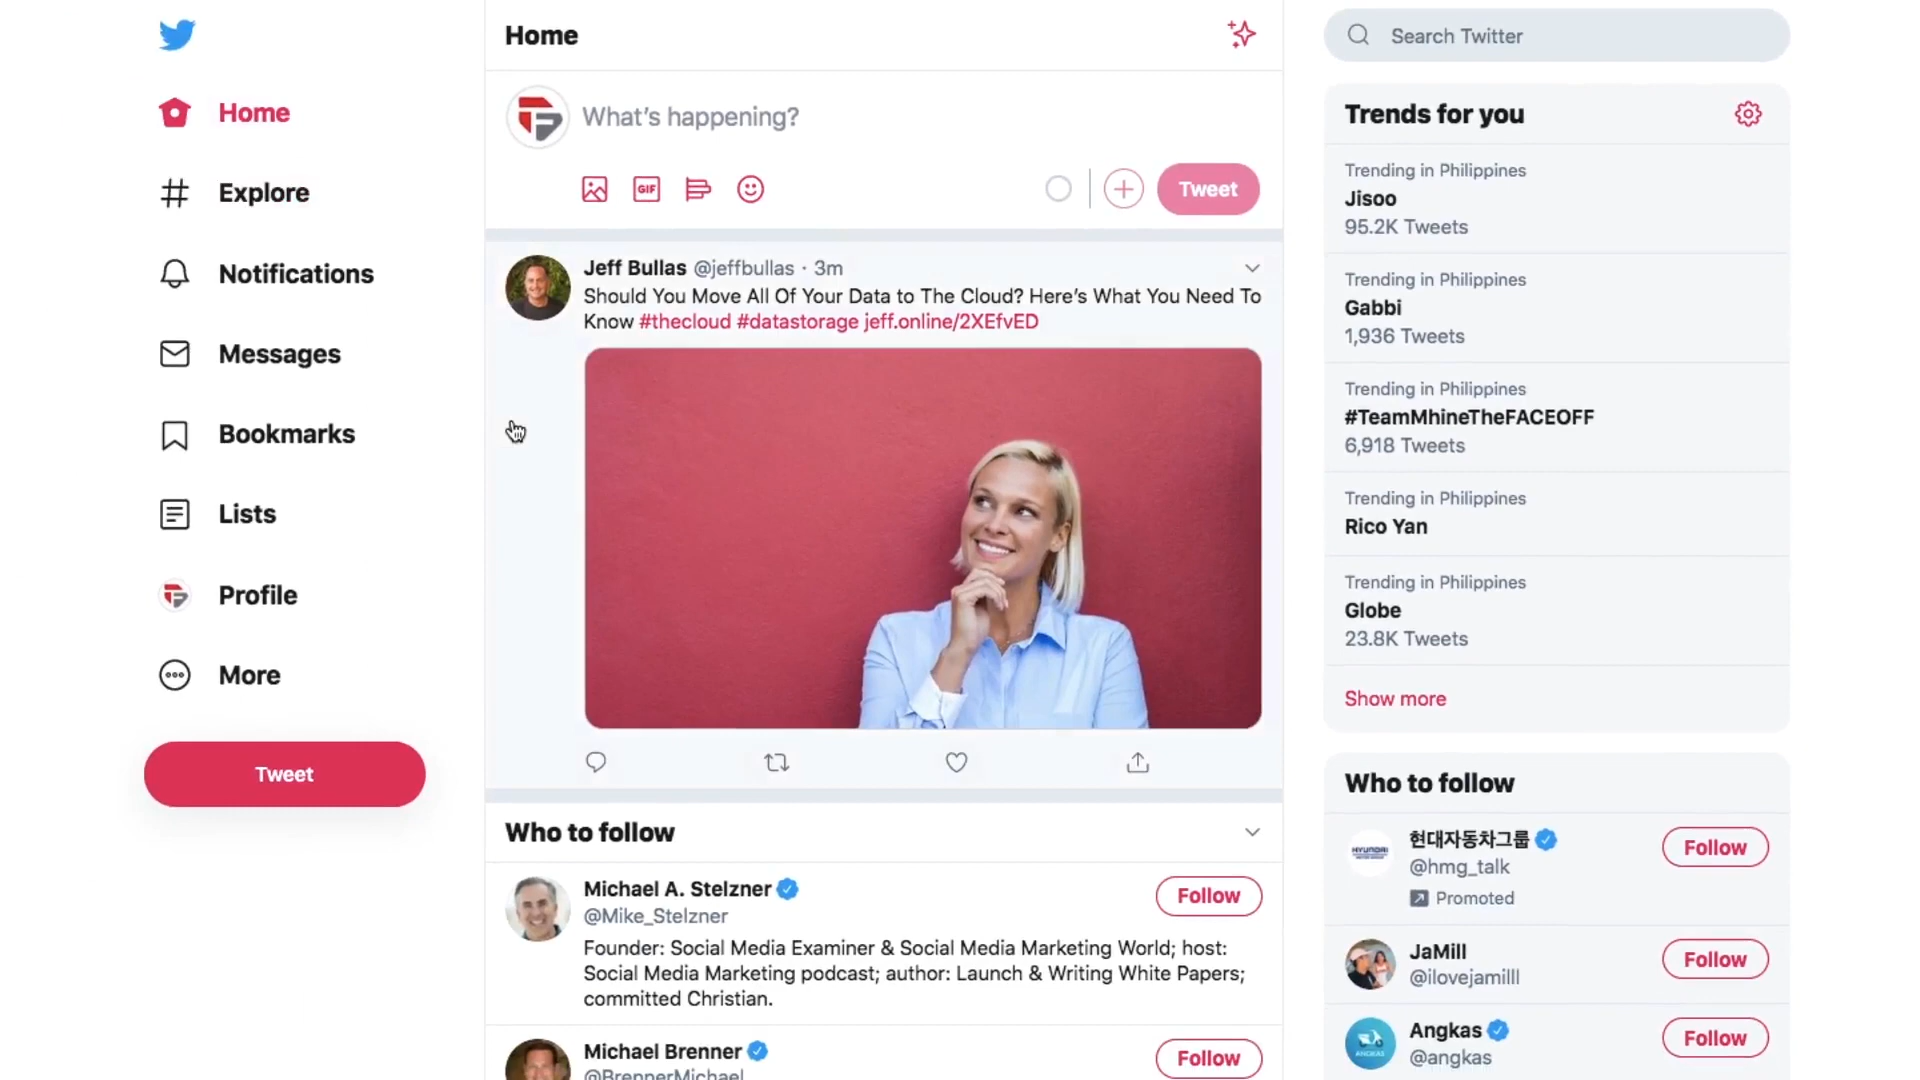 Home
Explore
Notifications
Messages
Bookmarks
Lists
Profile
More
Tweet
Home
What's happening?
GIF
Tweet
Jeff Bullas @jeffbullas · 3m
Should You Move All Of Your Data to The Cloud? Here's What You Need To
Know #thecloud #datastorage jeff.online/2XEfvED
Who to follow
Michael A. Stelzner
@Mike_Stelzner
Follow
Founder: Social Media Examiner & Social Media Marketing World; host:
Social Media Marketing podcast; author: Launch & Writing White Papers;
committed Christian.
Michael Brenner
@BrennerMichael
Follow
Search Twitter
Trends for you
Trending in Philippines
Jisoo
95.2K Tweets
Trending in Philippines
Gabbi
1,936 Tweets
Trending in Philippines
#TeamMhineTheFACEOFF
6,918 Tweets
Trending in Philippines
Rico Yan
Trending in Philippines
Globe
23.8K Tweets
Show more
Who to follow
HYUNDAI
현대자동차그룹
@hmg_talk
Promoted
Follow
JaMill
@ilovejamilll
Follow
ANGKAS
Angkas
@angkas
Follow